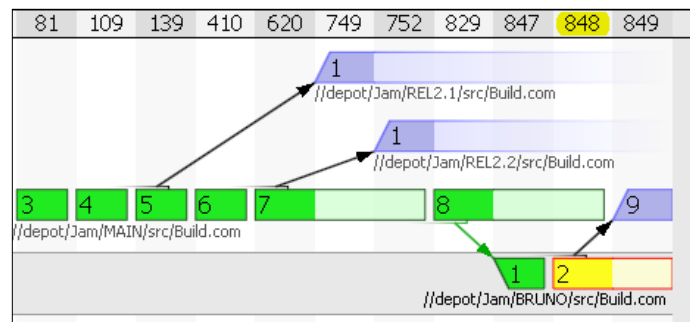 81 109 139 410 620 749 752 829 847 848 849
1
//depot/Jam/REL2.1/src/Build.com
1
//depot/Jam/REL2.2/src/Build.com
3 4 5 6 7 8 9
//depot/Jam/MAIN/src/Build.com
1 2
//depot/Jam/BRUNO/src/Build.com